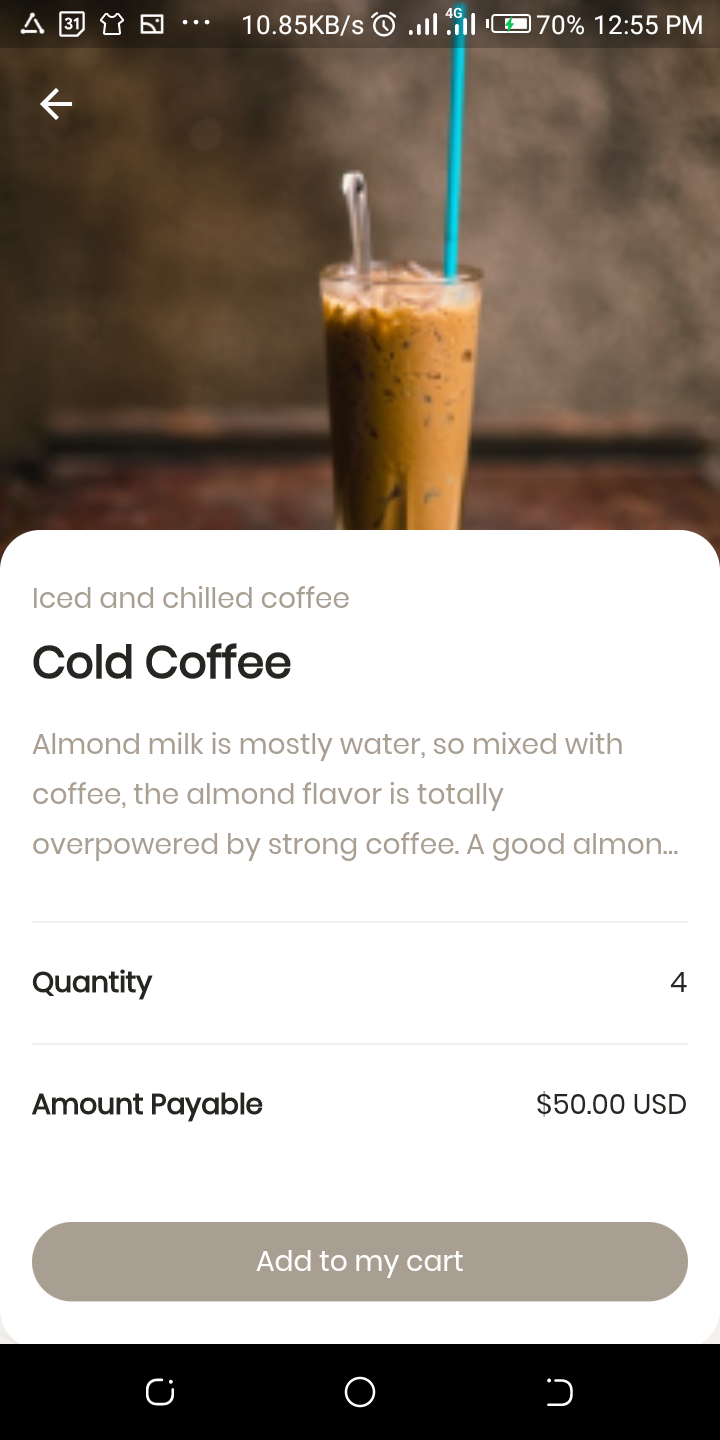 31
10.85KB/s 4G 70% 12:55 PM
Iced and chilled coffee
Cold Coffee
Almond milk is mostly water, so mixed with
coffee, the almond flavor is totally
overpowered by strong coffee. A good almon...
Quantity 4
Amount Payable $50.00 USD
Add to my cart